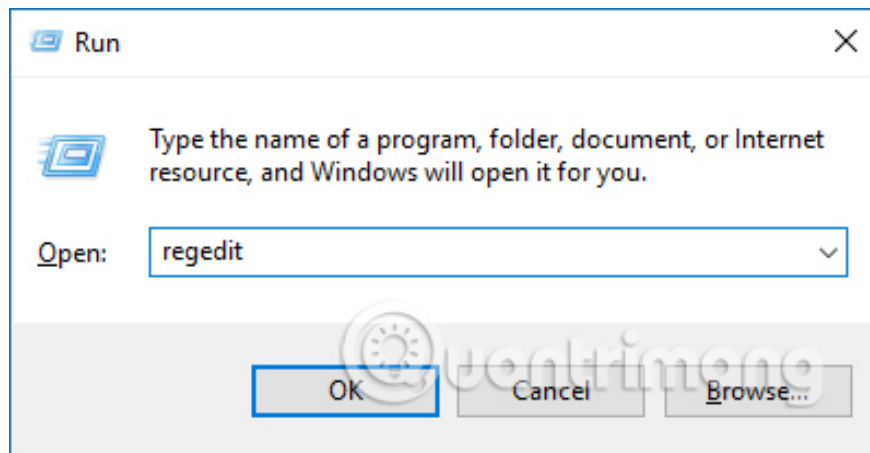 Run
Type the name of a program, folder, document, or Internet
resource, and Windows will open it for you.
Open: regedit
Quantrimang
OK Cancel Browse...